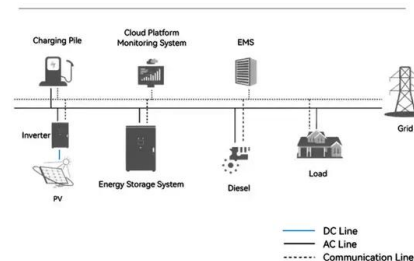 Charging Pile
Cloud Platform
Monitoring System
EMS
Grid
Inverter
PV
Energy Storage System
Diesel
Load
DC Line
AC Line
Communication Line